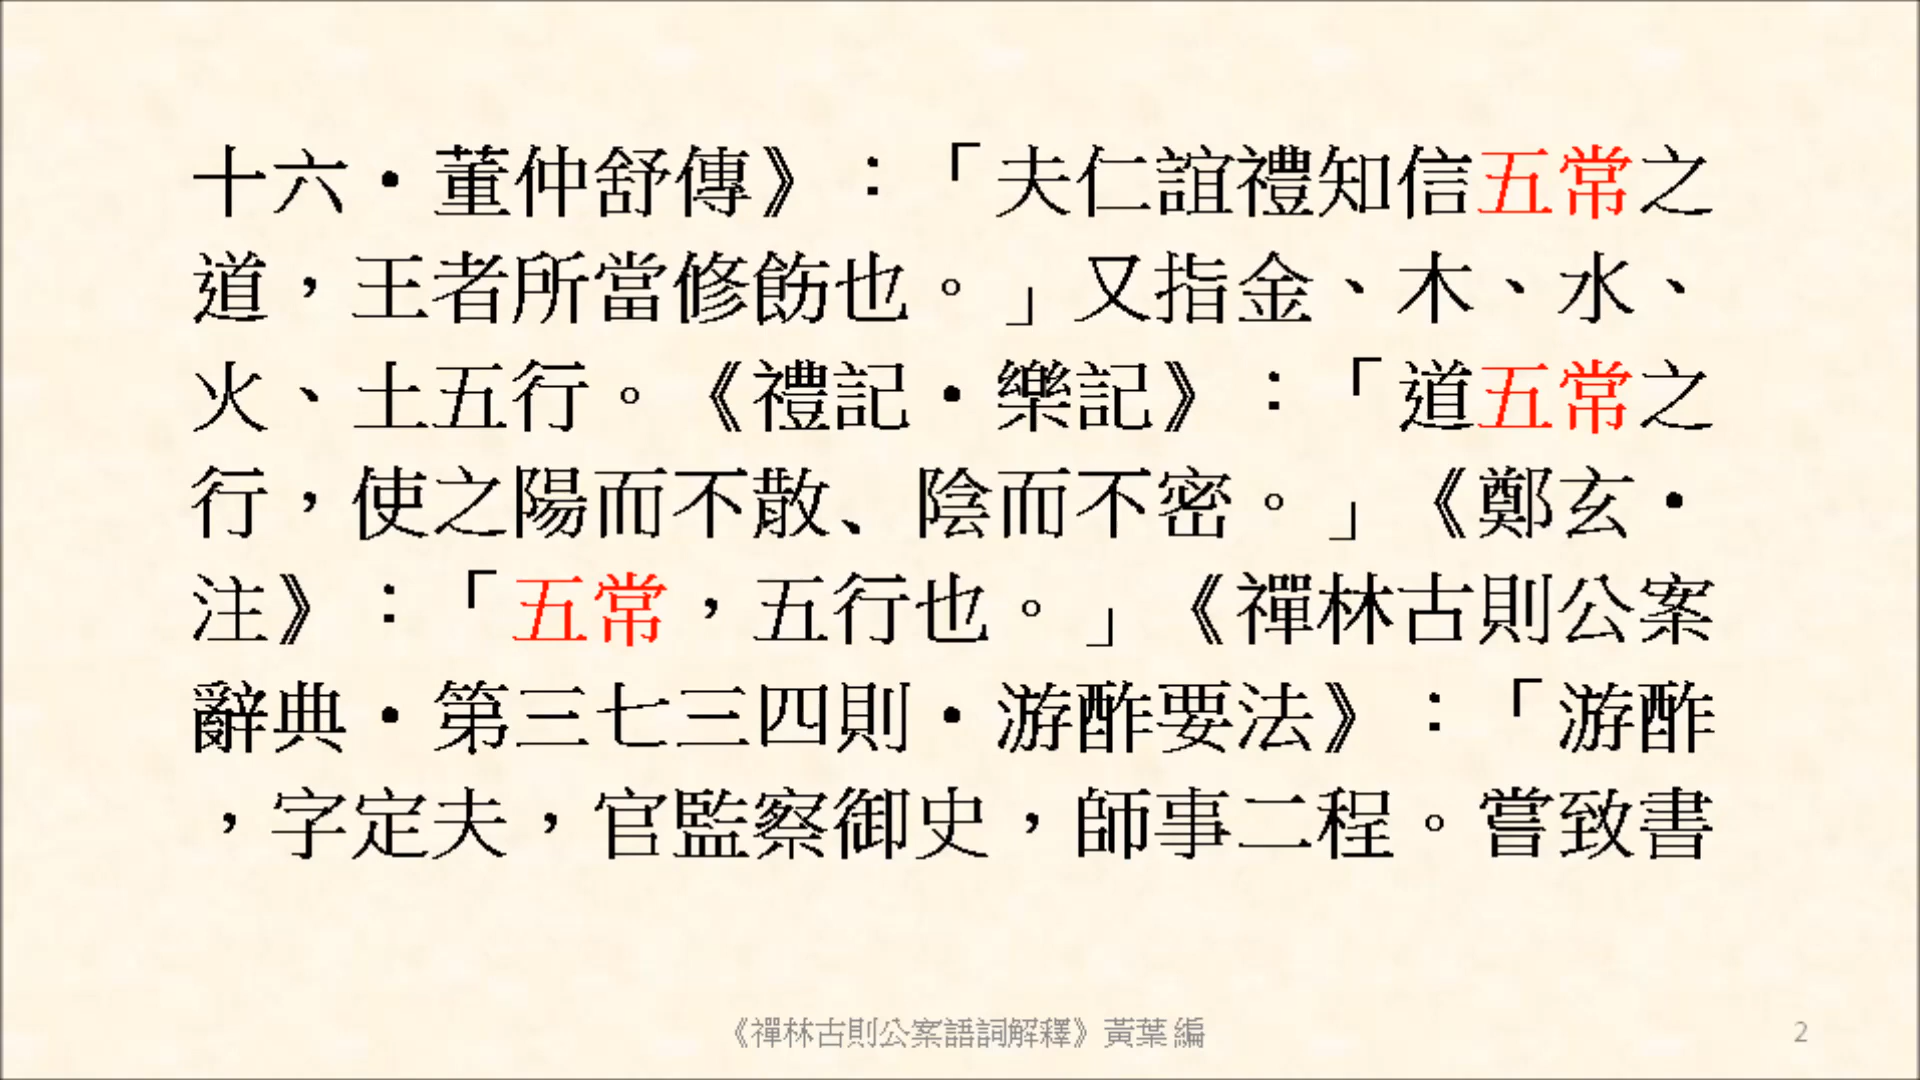 十六•董仲舒傳》：「夫仁誼禮知信五常之
道，王者所當修飭也。」又指金、木、水、
火、土五行。《禮記•樂記》：「道五常之
行，使之陽而不散、陰而不密。」《鄭玄•
注》：「五常，五行也。」《禪林古則公案
辭典•第三七三四則•游酢要法》：「游酢
，字定夫，官監察御史，師事二程。嘗致書
《禪林古則公案語詞解釋》黃葉編
2